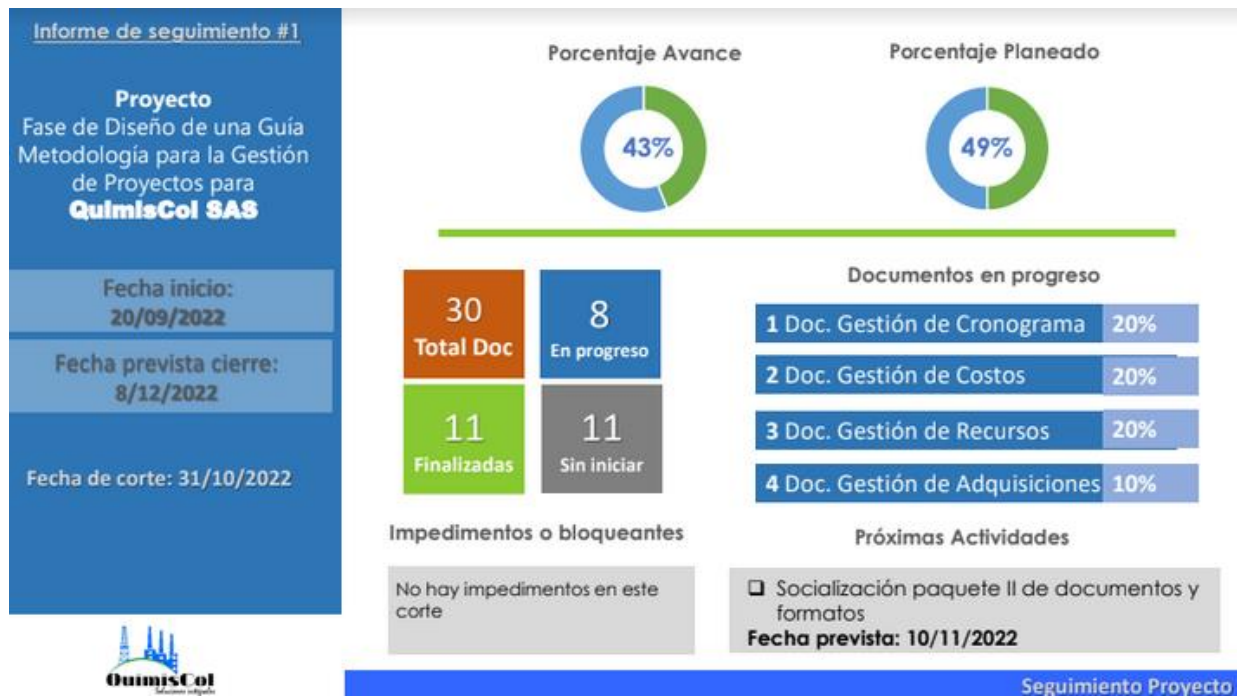 Informe de seguimiento #1
Proyecto
Fase de Diseño de una Guía
Metodología para la Gestión
de Proyectos para
QuimisCol SAS
Fecha inicio:
20/09/2022
Fecha prevista cierre:
8/12/2022
Fecha de corte: 31/10/2022
QuimisCol
Soluciones integrales
Porcentaje Avance
43%
Porcentaje Planeado
49%
30
Total Doc
8
En progreso
11
Finalizadas
11
Sin iniciar
Documentos en progreso
1 Doc. Gestión de Cronograma 20%
2 Doc. Gestión de Costos 20%
3 Doc. Gestión de Recursos 20%
4 Doc. Gestión de Adquisiciones 10%
Impedimentos o bloqueantes
No hay impedimentos en este
corte
Próximas Actividades
Socialización paquete II de documentos y
formatos
Fecha prevista: 10/11/2022
Seguimiento Proyecto